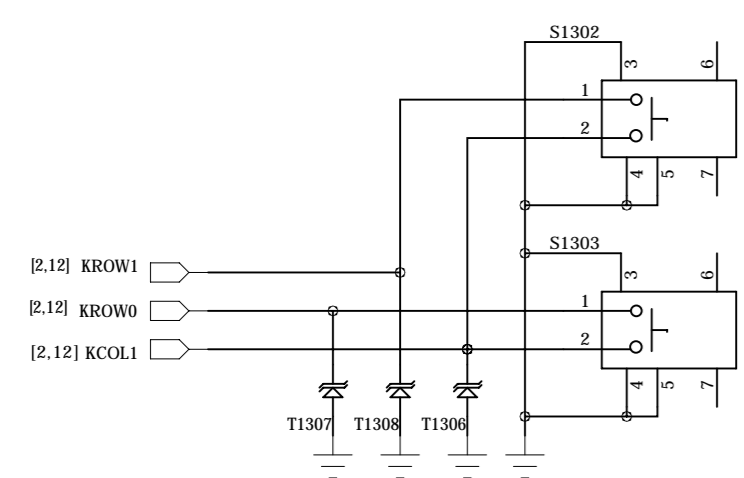 S1302
3
6
1
2
4
5
7
S1303
[2,12] KROW1
3
6
[2,12] KROW0
1
[2,12] KCOL1
2
4
5
7
T1307 T1308 T1306